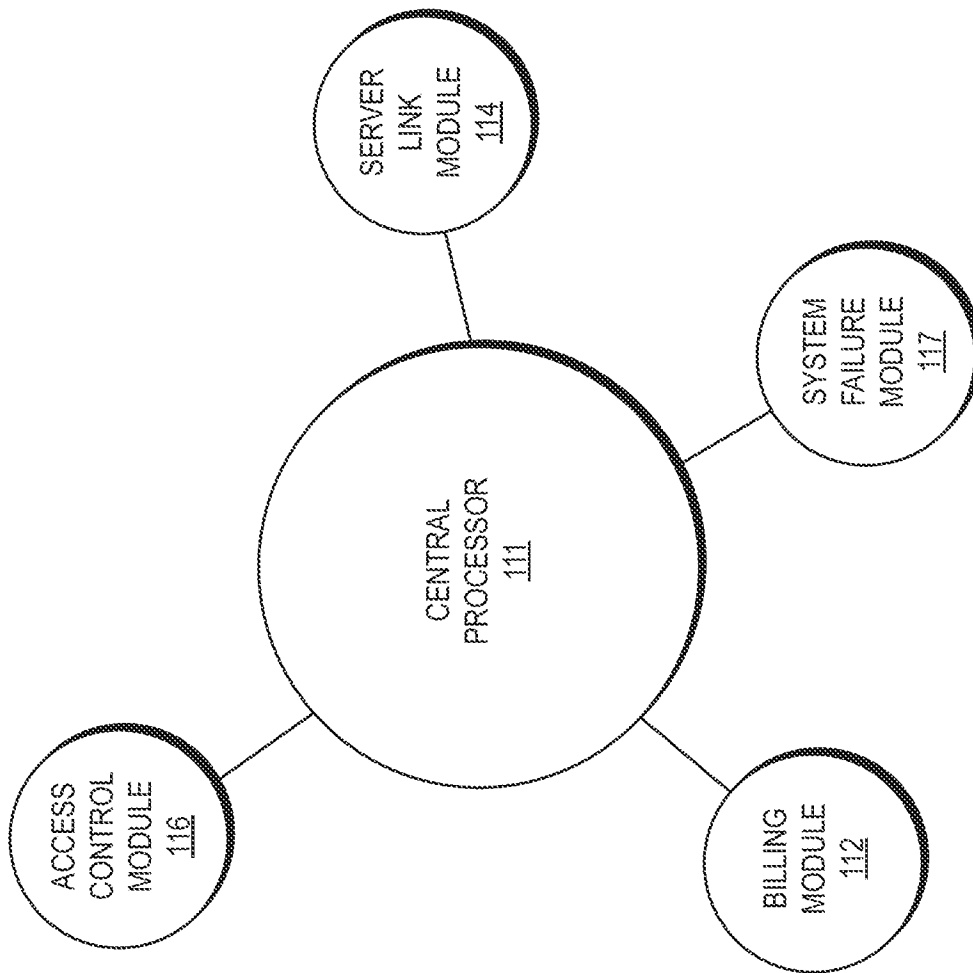 ACCESS
CONTROL
MODULE
116
SERVER
LINK
MODULE
114
CENTRAL
PROCESSOR
111
BILLING
MODULE
112
SYSTEM
FAILURE
MODULE
117